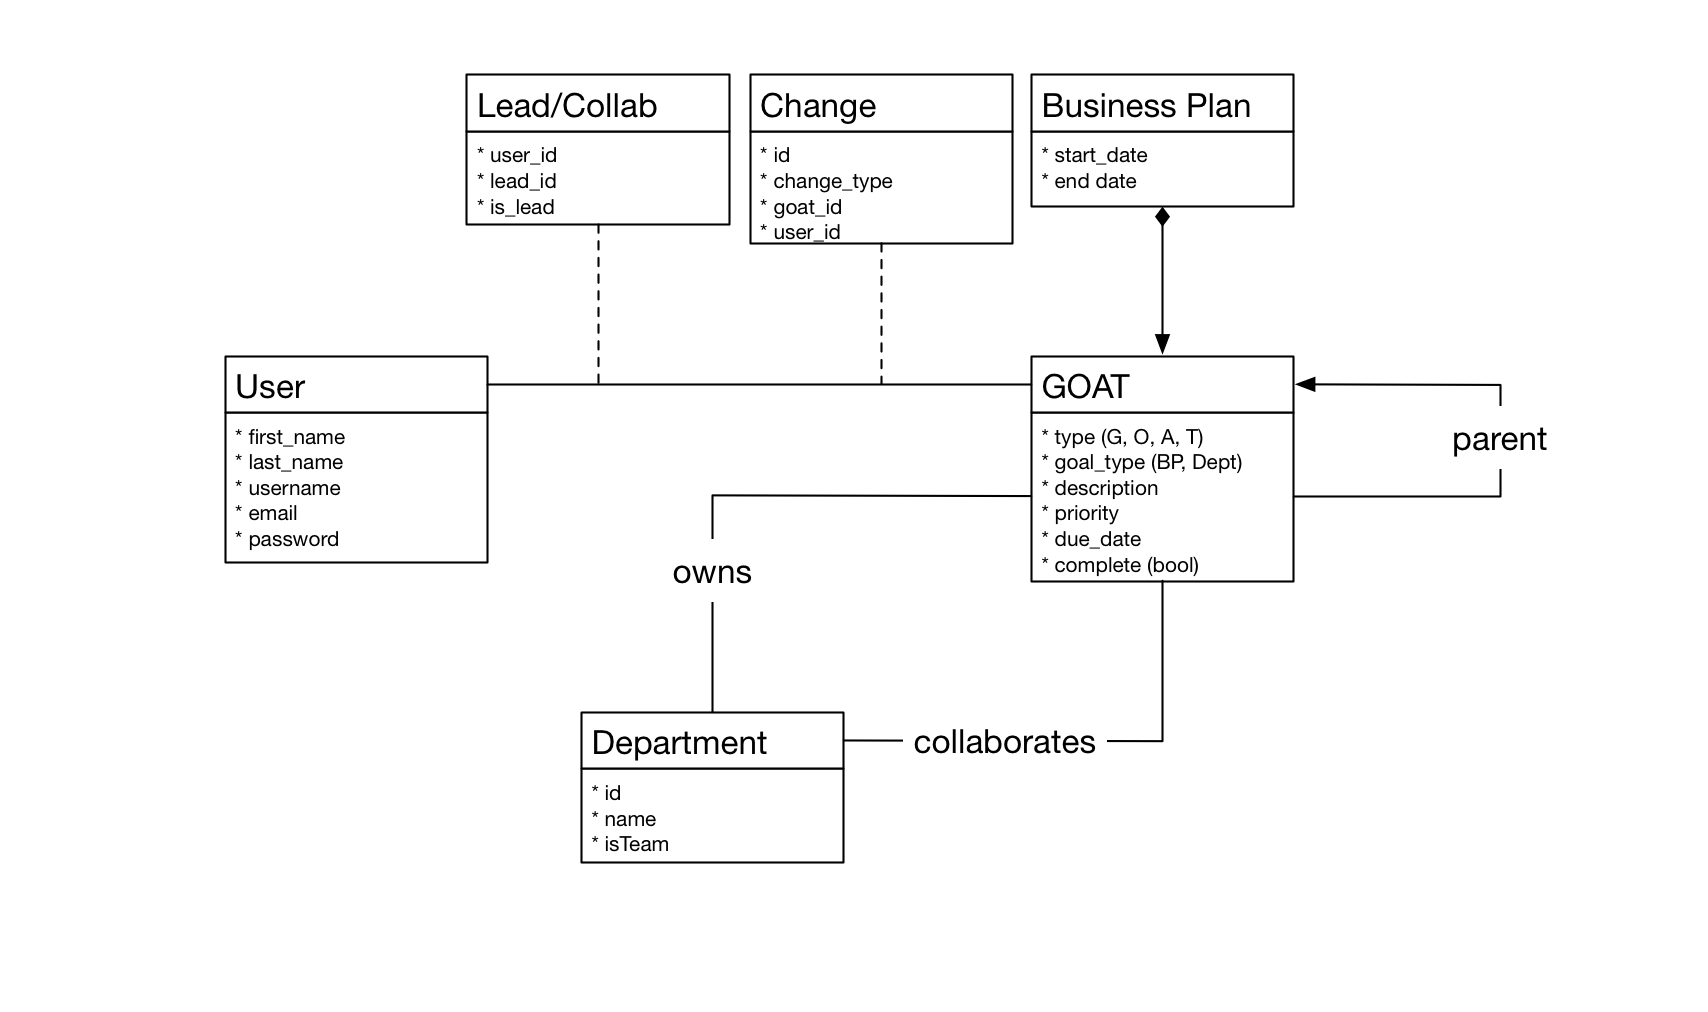 Lead/Collab
* user_id
* lead_id
* is_lead
Change
* id
* change_type
* goat_id
* user_id
Business Plan
* start_date
* end date
User
* first_name
* last_name
* username
* email
* password
GOAT
* type (G, O, A, T)
* goal_type (BP, Dept)
* description
* priority
* due_date
* complete (bool)
parent
owns
collaborates
Department
* id
* name
* isTeam